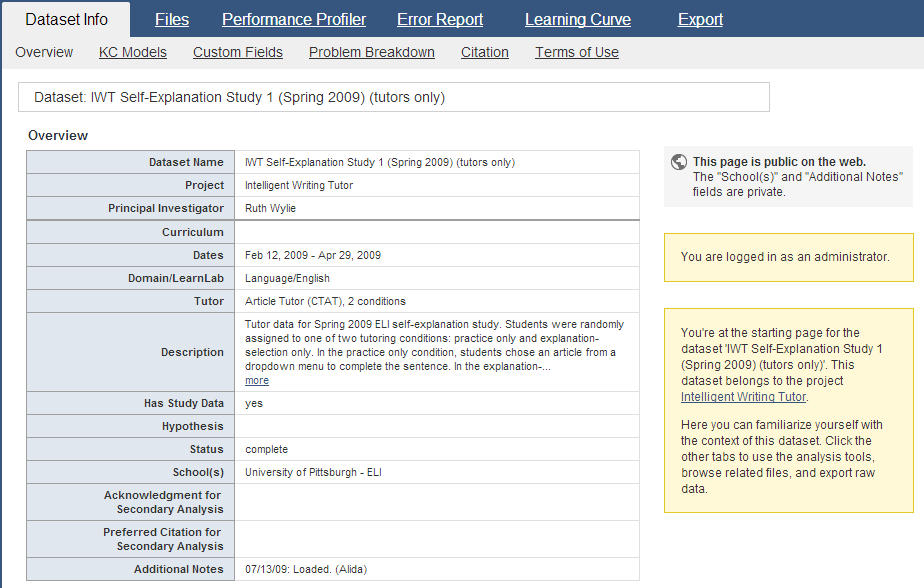 Dataset Info Files Performance Profiler Error Report Learning Curve Export
Overview KC Models Custom Fields Problem Breakdown Citation Terms of Use
Dataset: IWT Self-Explanation Study 1 (Spring 2009) (tutors only)
Overview
Dataset Name IWT Self-Explanation Study 1 (Spring 2009) (tutors only)
Project Intelligent Writing Tutor
Principal Investigator Ruth Wylie
Curriculum
Dates Feb 12, 2009 - Apr 29, 2009
Domain/LearnLab Language/English
Tutor Article Tutor (CTAT), 2 conditions
Description
Tutor data for Spring 2009 ELI self-explanation study. Students were randomly
assigned to one of two tutoring conditions: practice only and explanation-
selection only. In the practice only condition, students chose an article from a
dropdown menu to complete the sentence. In the explanation-...
more
Has Study Data yes
Hypothesis
Status complete
School(s) University of Pittsburgh - ELI
Acknowledgment for
Secondary Analysis
Preferred Citation for
Secondary Analysis
Additional Notes 07/13/09: Loaded. (Alida)
This page is public on the web.
The "School(s)" and "Additional Notes"
fields are private.
You are logged in as an administrator.
You're at the starting page for the
dataset 'IWT Self-Explanation Study 1
(Spring 2009) (tutors only)'. This
dataset belongs to the project
Intelligent Writing Tutor.
Here you can familiarize yourself with
the context of this dataset. Click the
other tabs to use the analysis tools,
browse related files, and export raw
data.